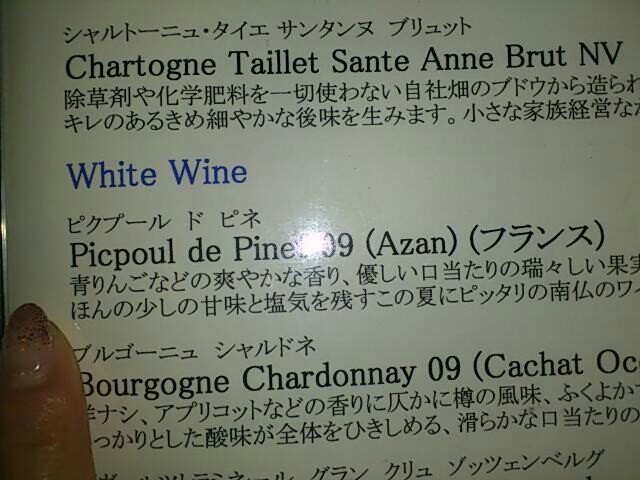 シャルトーニュ・タイエ サンタンヌ ブリュット
Chartogne Taillet Sante Anne Brut NV
除草剤や化学肥料を一切使わない自社畑のブドウから造られ
キレのあるきめ細やかな後味を生みます。小さな家族経営なが
White Wine
ピクプール ド ピネ
Picpoul de Pinet 09 (Azan) (フランス)
青りんごなどの爽やかな香り、優しい口当たりの瑞々しい果実
ほんの少しの甘味と塩気を残すこの夏にピッタリの南仏のワイ
ブルゴーニュ シャルドネ
Bourgogne Chardonnay 09 (Cachat Oc
洋ナシ、アプリコットなどの香りに仄かに樽の風味、ふくよか
っかりとした酸味が全体をひきしめる、滑らかな口当たりの
グラン クリュ ゾッツェンベルグ